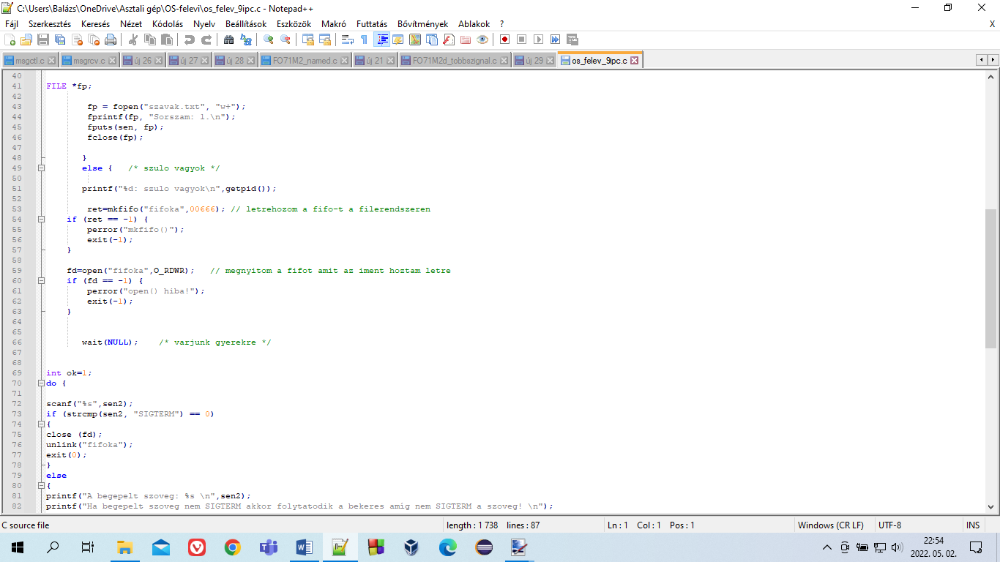 C:\Users\Balázs\OneDrive\Asztali gép\OS-felevi\os_felev_9ipc.c - Notepad++
Fájl Szerkesztés Keresés Nézet Kódolás Nyelv Beállítások Eszközök Makró Futtatás Bővítmények Ablakok ? X
msgctl.c msgrcv.c új 26 új 27 új 28 FO71M2_named.c új 21 FO71M2d_tobbszignal.c új 29 os_felev_9ipc.c
40
41 FILE *fp;
42
43 fp = fopen("szavak.txt", "w+");
44 fprintf(fp, "Sorszam: 1.\n");
45 fputs(sen, fp);
46 fclose(fp);
47
48 }
49 else { /* szulo vagyok */
50
51 printf("%d: szulo vagyok\n",getpid());
52
53 ret=mkfifo("fifoka",00666); // letrehozom a fifo-t a filerendszeren
54 if (ret == -1) {
55 perror("mkfifo()");
56 exit(-1);
57 }
58
59 fd=open("fifoka",O_RDWR); // megnyitom a fifot amit az iment hoztam letre
60 if (fd == -1) {
61 perror("open() hiba!");
62 exit(-1);
63 }
64
65
66 wait(NULL); /* varjunk gyerekre */
67
68
69 int ok=1;
70 do {
71
72 scanf("%s",sen2);
73 if (strcmp(sen2, "SIGTERM") == 0)
74 {
75 close (fd);
76 unlink("fifoka");
77 exit(0);
78 }
79 else
80 {
81 printf("A begepelt szoveg: %s \n",sen2);
82 printf("Ha begepelt szoveg nem SIGTERM akkor folytatodik a bekeres amíg nem SIGTERM a szoveg! \n");
C source file length : 1 738 lines : 87 Ln : 1 Col : 1 Pos : 1 Windows (CR LF) UTF-8 INS
22:54
2022. 05. 02.